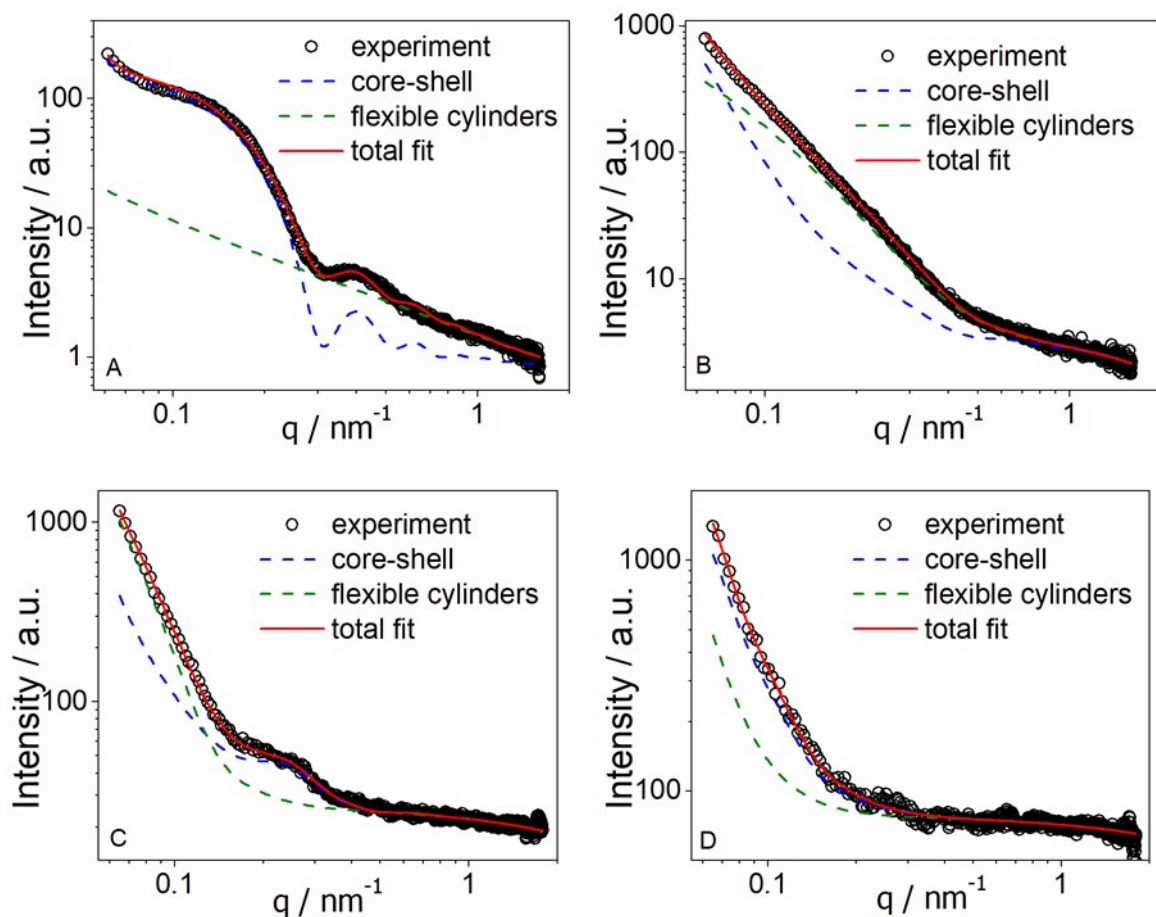 experiment
core-shell
flexible cylinders
total fit
100
10
1
Intensity / a.u.
A
0.1
1
q / nm⁻¹
experiment
core-shell
flexible cylinders
total fit
1000
100
10
Intensity / a.u.
B
0.1
1
q / nm⁻¹
experiment
core-shell
flexible cylinders
total fit
1000
100
Intensity / a.u.
C
0.1
1
q / nm⁻¹
experiment
core-shell
flexible cylinders
total fit
1000
100
Intensity / a.u.
D
0.1
1
q / nm⁻¹